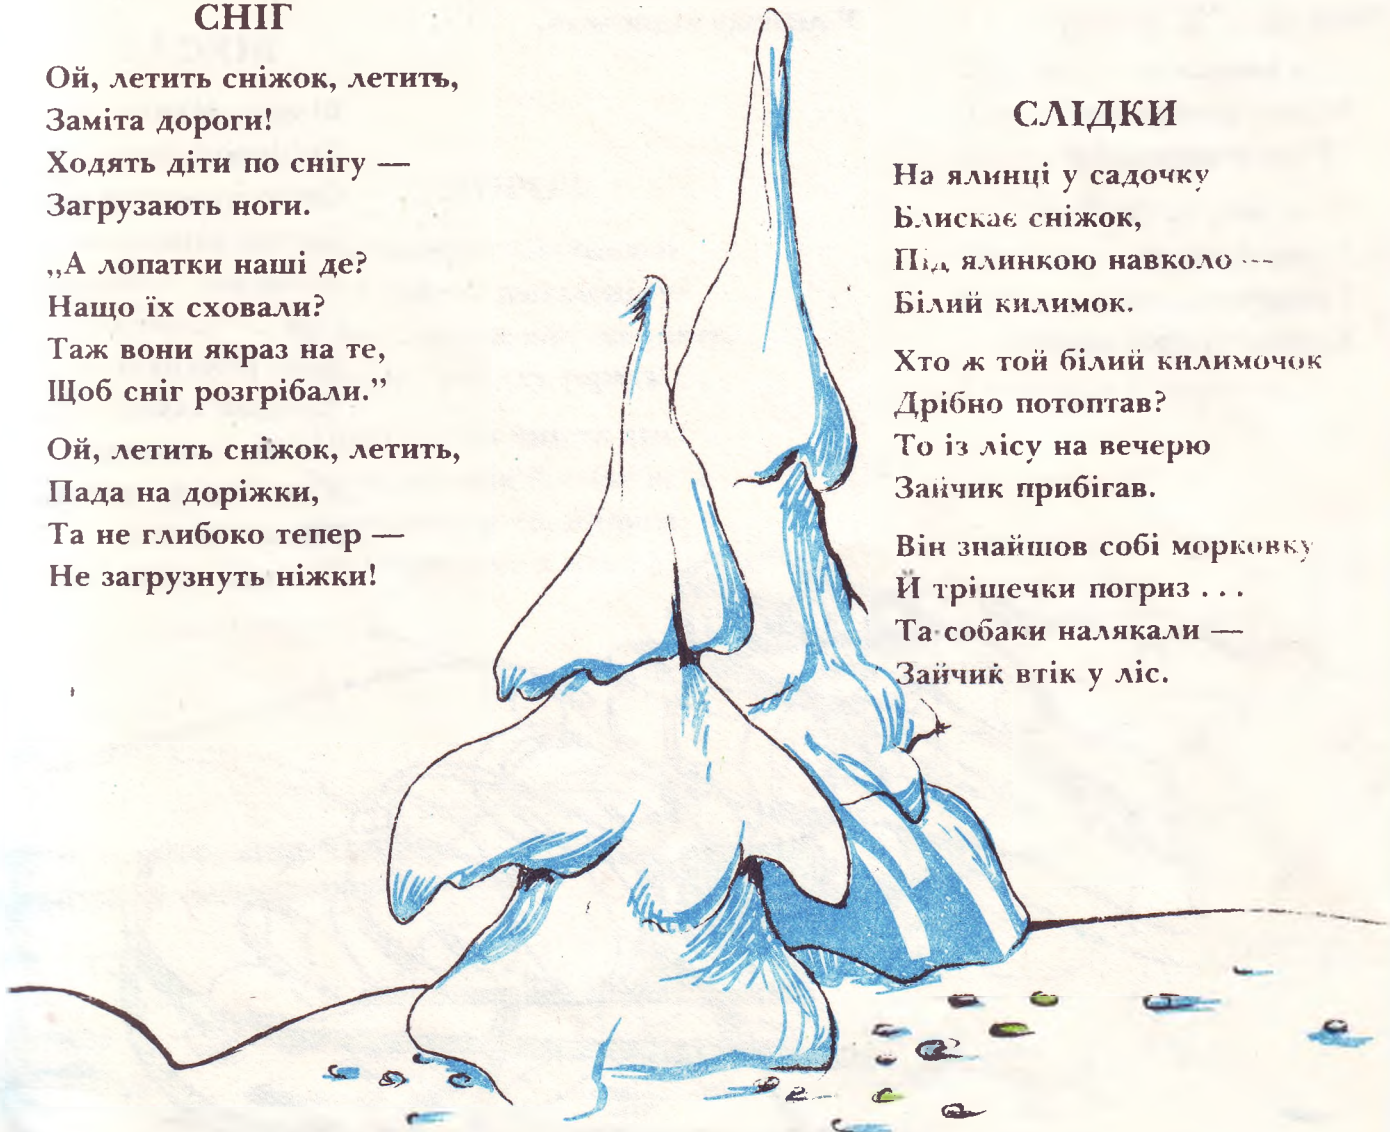 СНІГ
Ой, летить сніжок, летить,
Заміта дороги!
Ходять діти по снігу —
Загрузають ноги.
„А лопатки наші де?
Нащо їх сховали?
Таж вони якраз на те,
Щоб сніг розгрібали.”
Ой, летить сніжок, летить,
Пада на доріжки,
Та не глибоко тепер —
Не загрузнуть ніжки!
СЛІДКИ
На ялинці у садочку
Блискає сніжок,
Під ялинкою навколо —
Білий килимок.
Хто ж той білий килимочок
Дрібно потоптав?
То із лісу на вечерю
Зайчик прибігав.
Він знайшов собі морковку
Й трішечки погриз . . .
Та собаки налякали —
Зайчик втік у ліс.